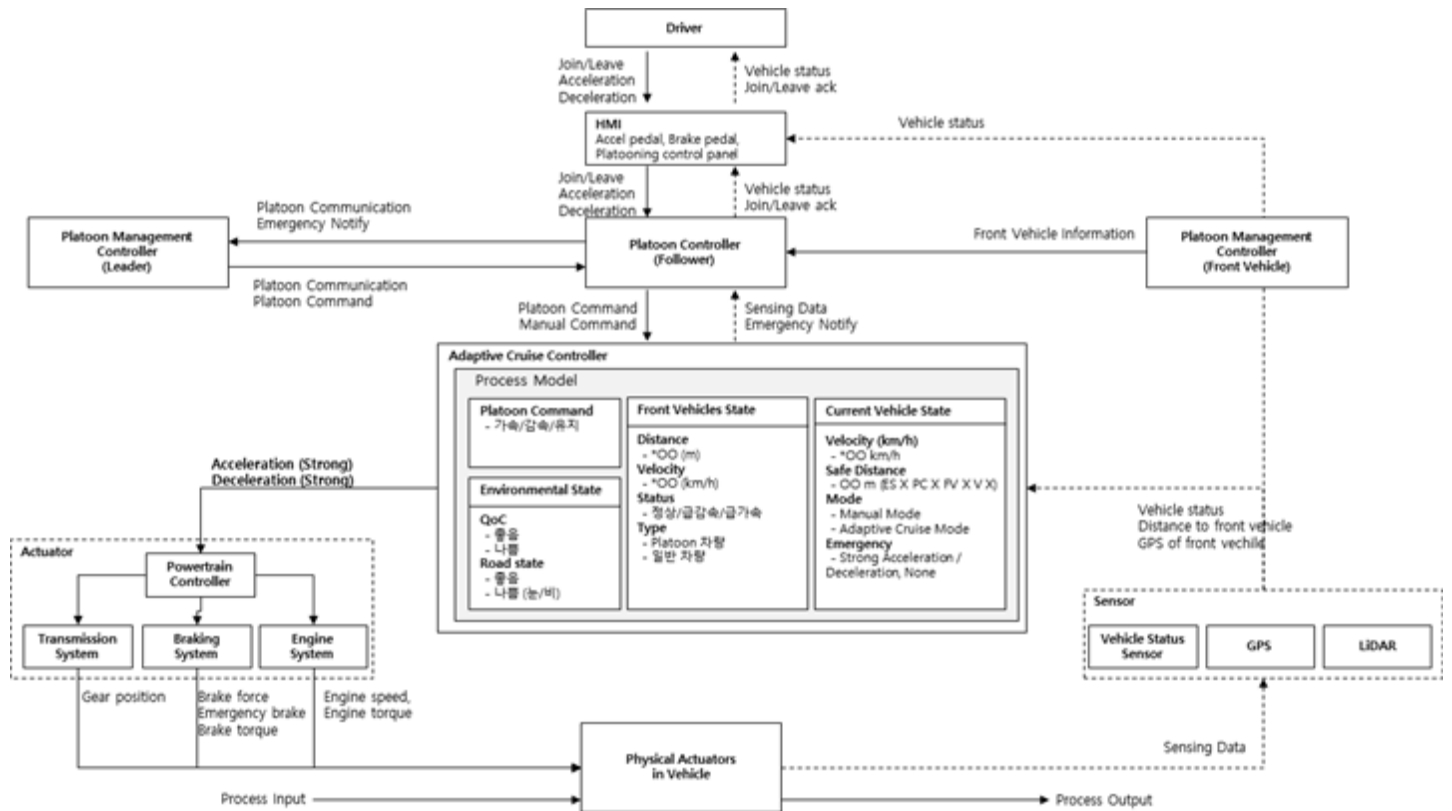 Driver
Join/Leave
Acceleration
Deceleration
Vehicle status
Join/Leave ack
HMI
Accel pedal, Brake pedal,
Platooning control panel
Vehicle status
Join/Leave
Acceleration
Deceleration
Vehicle status
Join/Leave ack
Platoon Communication
Emergency Notify
Platoon Management
Controller
(Leader)
Platoon Controller
(Follower)
Front Vehicle Information
Platoon Management
Controller
(Front Vehicle)
Platoon Communication
Platoon Command
Platoon Command
Manual Command
Sensing Data
Emergency Notify
Adaptive Cruise Controller
Process Model
Platoon Command
- 가속/감속/유지
Environmental State
QoC
- 좋음
- 나쁨
Road state
- 좋음
- 나쁨 (눈/비)
Front Vehicles State
Distance
- *OO (m)
Velocity
- *OO (km/h)
Status
- 정상/급감속/급가속
Type
- Platoon 차량
- 일반 차량
Current Vehicle State
Velocity (km/h)
- *OO km/h
Safe Distance
- OO m (ES X PC X FV X V X)
Mode
- Manual Mode
- Adaptive Cruise Mode
Emergency
- Strong Acceleration /
Deceleration, None
Acceleration (Strong)
Deceleration (Strong)
Vehicle status
Distance to front vehicle
GPS of front vechile
Actuator
Powertrain
Controller
Transmission
System
Braking
System
Engine
System
Sensor
Vehicle Status
Sensor
GPS
LiDAR
Gear position
Brake force
Emergency brake
Brake torque
Engine speed,
Engine torque
Physical Actuators
in Vehicle
Sensing Data
Process Input
Process Output